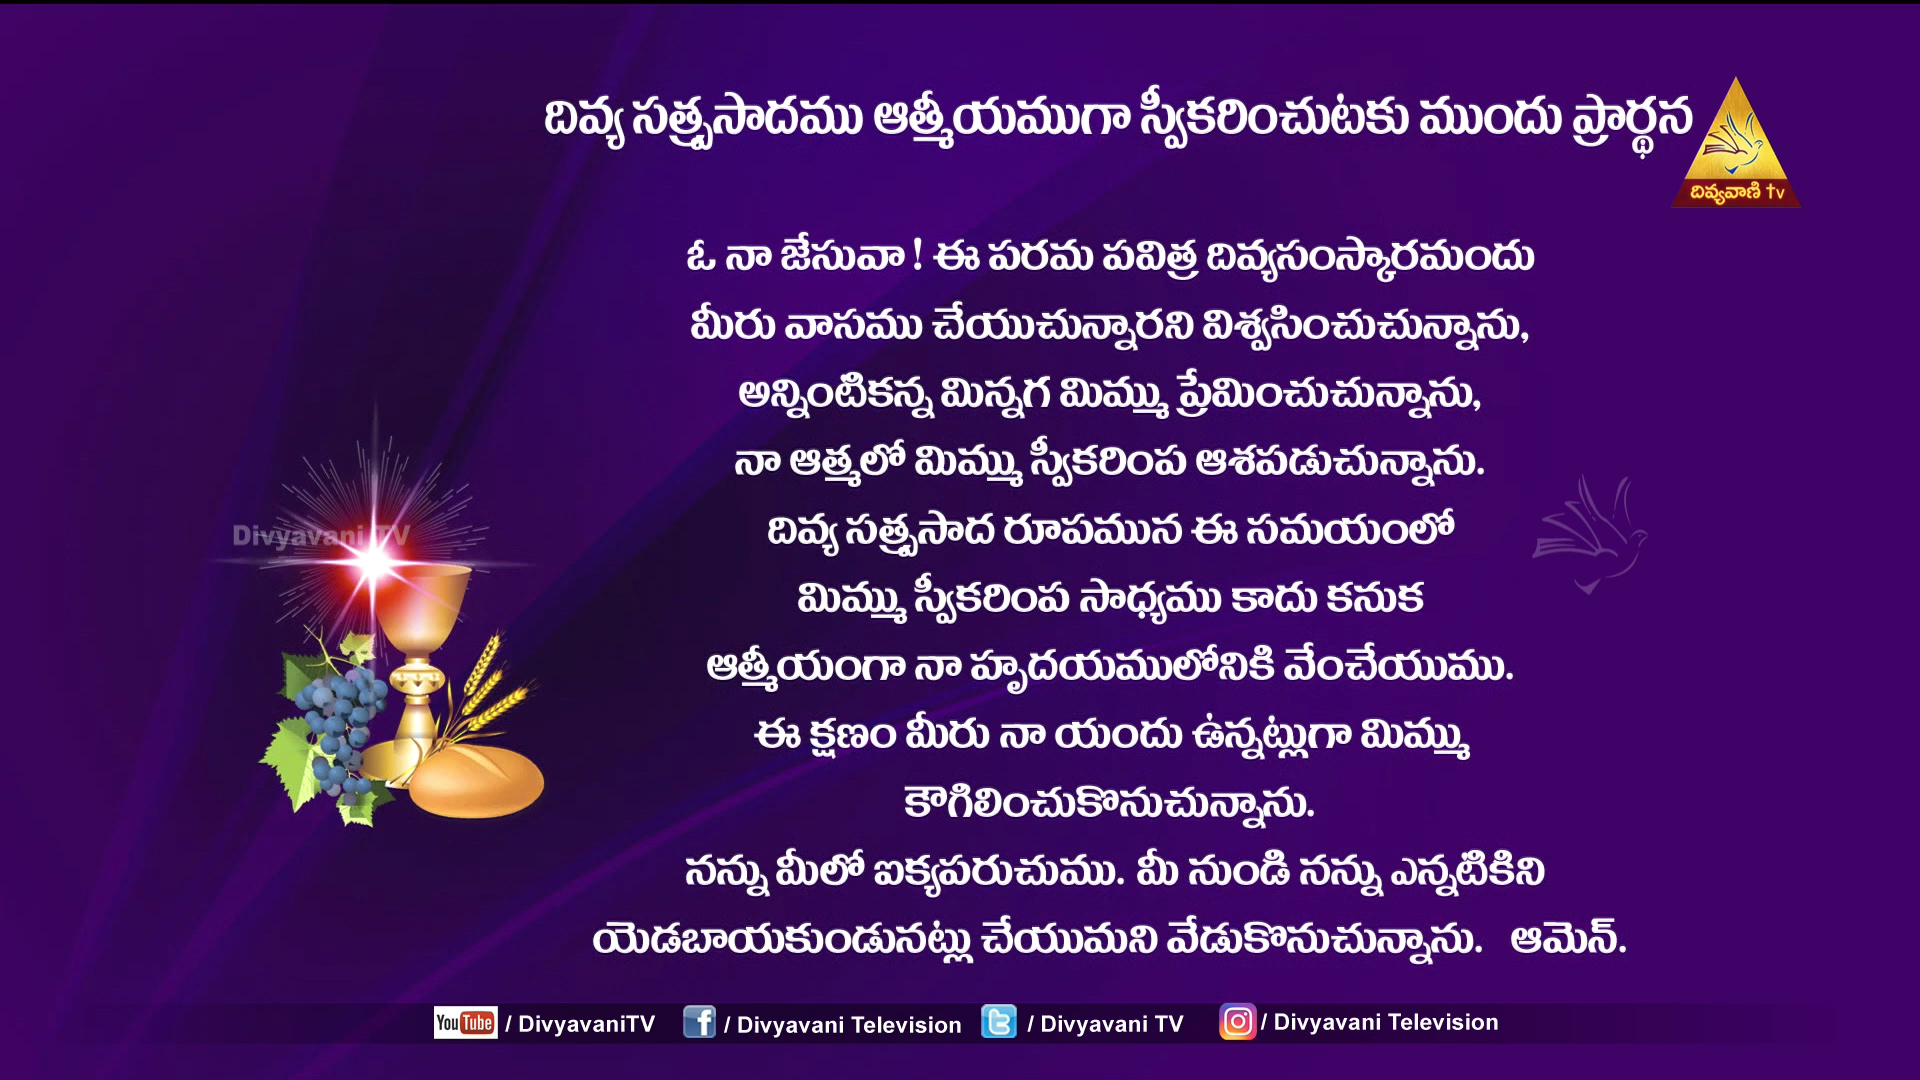 దివ్య సత్ప్రసాదము ఆత్మీయముగా స్వీకరించుటకు ముందు ప్రార్థన
దివ్యవాణి tv
ఓ నా జేసువా ! ఈ పరమ పవిత్ర దివ్యసంస్కారమందు
మీరు వాసము చేయుచున్నారని విశ్వసించుచున్నాను,
అన్నింటికన్న మిన్నగ మిమ్ము ప్రేమించుచున్నాను,
నా ఆత్మలో మిమ్ము స్వీకరింప ఆశపడుచున్నాను.
దివ్య సత్ప్రసాద రూపమున ఈ సమయంలో
Divyavani TV
మిమ్ము స్వీకరింప సాధ్యము కాదు కనుక
ఆత్మీయంగా నా హృదయములోనికి వేంచేయుము.
ఈ క్షణం మీరు నా యందు ఉన్నట్లుగా మిమ్ము
కౌగిలించుకొనుచున్నాను.
నన్ను మీలో ఐక్యపరుచుము. మీ నుండి నన్ను ఎన్నటికిని
యెడబాయకుండునట్లు చేయుమని వేడుకొనుచున్నాను. ఆమెన్.
YouTube / DivyavaniTV f / Divyavani Television / Divyavani TV / Divyavani Television